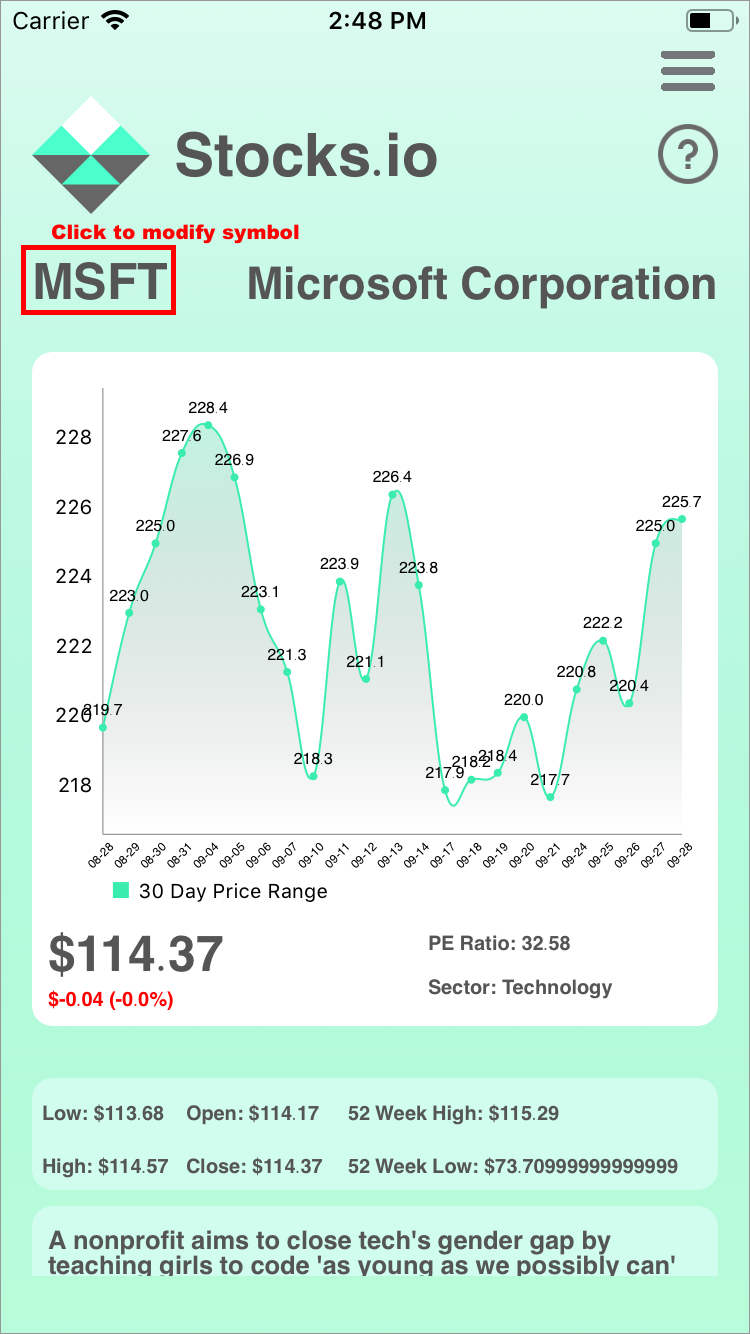 Carrier 2:48 PM
Stocks.io
?
Click to modify symbol
MSFT Microsoft Corporation
228.4
227.6
228
226.9
226.4
226
225.7
225.0
225.0
224
223.9
223.8
223.0
223.1
222.2
222
221.3
221.1
220.8
220.4
220
219.7
220.0
218.3
218.2
218.4
217.9
217.7
218
08-28 08-29 08-30 08-31 09-04 09-05 09-06 09-07 09-10 09-11 09-12 09-13 09-14 09-17 09-18 09-19 09-20 09-21 09-24 09-25 09-26 09-27 09-28
30 Day Price Range
$114.37
PE Ratio: 32.58
$-0.04 (-0.0%)
Sector: Technology
Low: $113.68 Open: $114.17 52 Week High: $115.29
High: $114.57 Close: $114.37 52 Week Low: $73.70999999999999
A nonprofit aims to close tech's gender gap by
teaching girls to code 'as young as we possibly can'